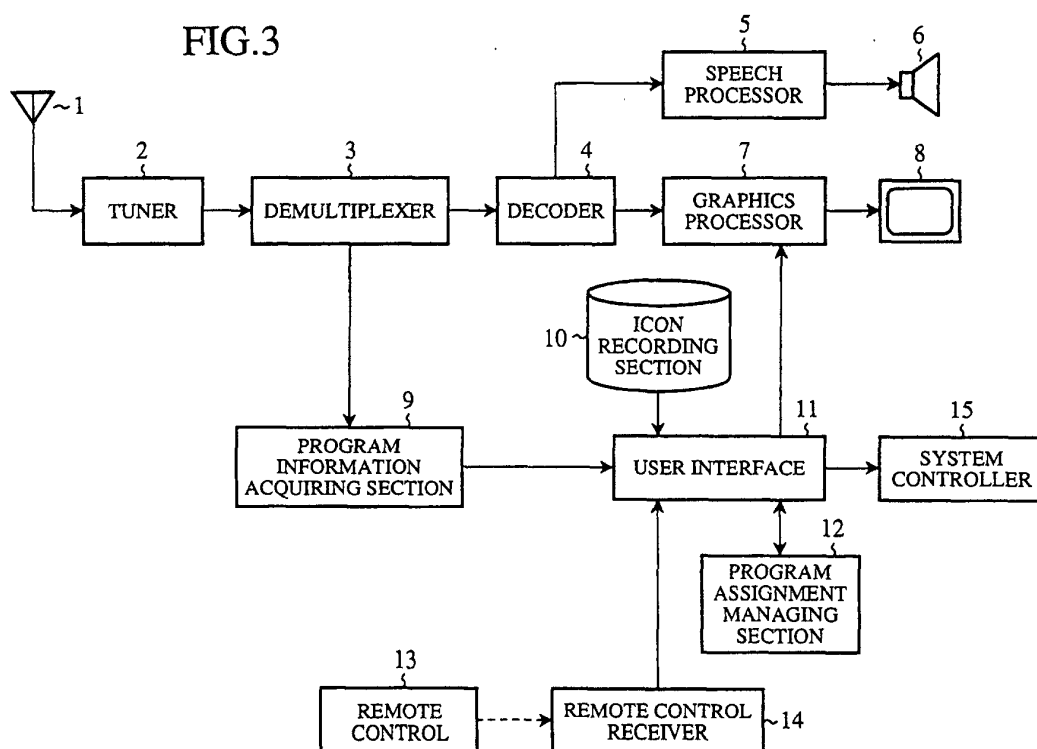 FIG.3
5
6
SPEECH
PROCESSOR
1
2
3
4
7
8
TUNER
DEMULTIPLEXER
DECODER
GRAPHICS
PROCESSOR
10
ICON
RECORDING
SECTION
9
11
15
PROGRAM
INFORMATION
ACQUIRING SECTION
USER INTERFACE
SYSTEM
CONTROLLER
12
PROGRAM
ASSIGNMENT
MANAGING
SECTION
13
REMOTE
CONTROL
REMOTE CONTROL
RECEIVER
14